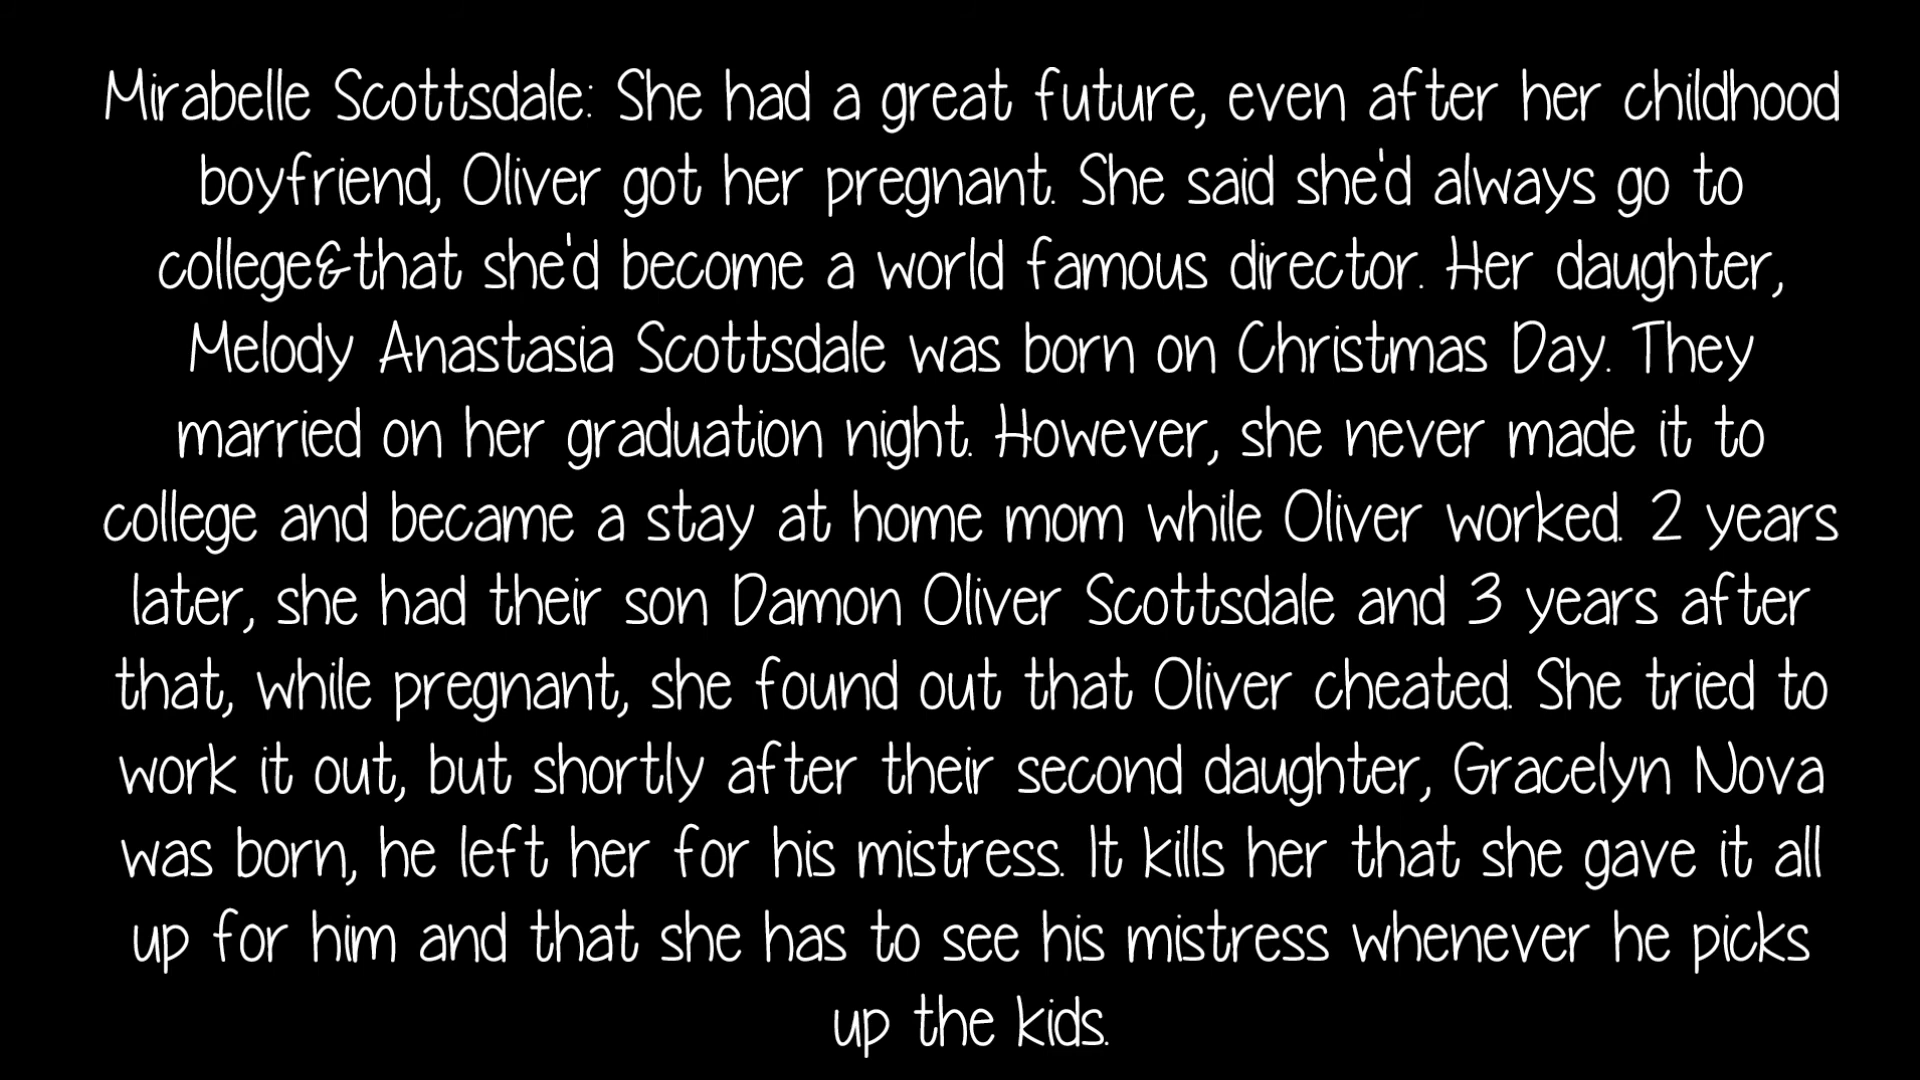 Mirabelle Scottsdale: She had a great future, even after her childhood
boyfriend, Oliver got her pregnant. She said she'd always go to
college&that she'd become a world famous director. Her daughter,
Melody Anastasia Scottsdale was born on Christmas Day. They
married on her graduation night. However, she never made it to
college and became a stay at home mom while Oliver worked. 2 years
later, she had their son Damon Oliver Scottsdale and 3 years after
that, while pregnant, she found out that Oliver cheated. She tried to
work it out, but shortly after their second daughter, Gracelyn Nova
was born, he left her for his mistress. It kills her that she gave it all
up for him and that she has to see his mistress whenever he picks
up the kids.